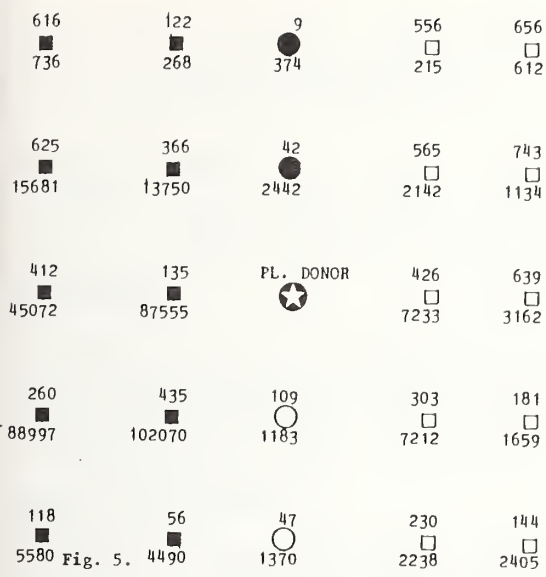 616 122 9 556 656
736 268 374 215 612
625 366 42 565 743
15681 13750 2442 2142 1134
412 135 PL. DONOR 426 639
45072 87555 7233 3162
260 435 109 303 181
88997 102070 1183 7212 1659
118 56 47 230 144
5580 Fig. 5. 4490 1370 2238 2405